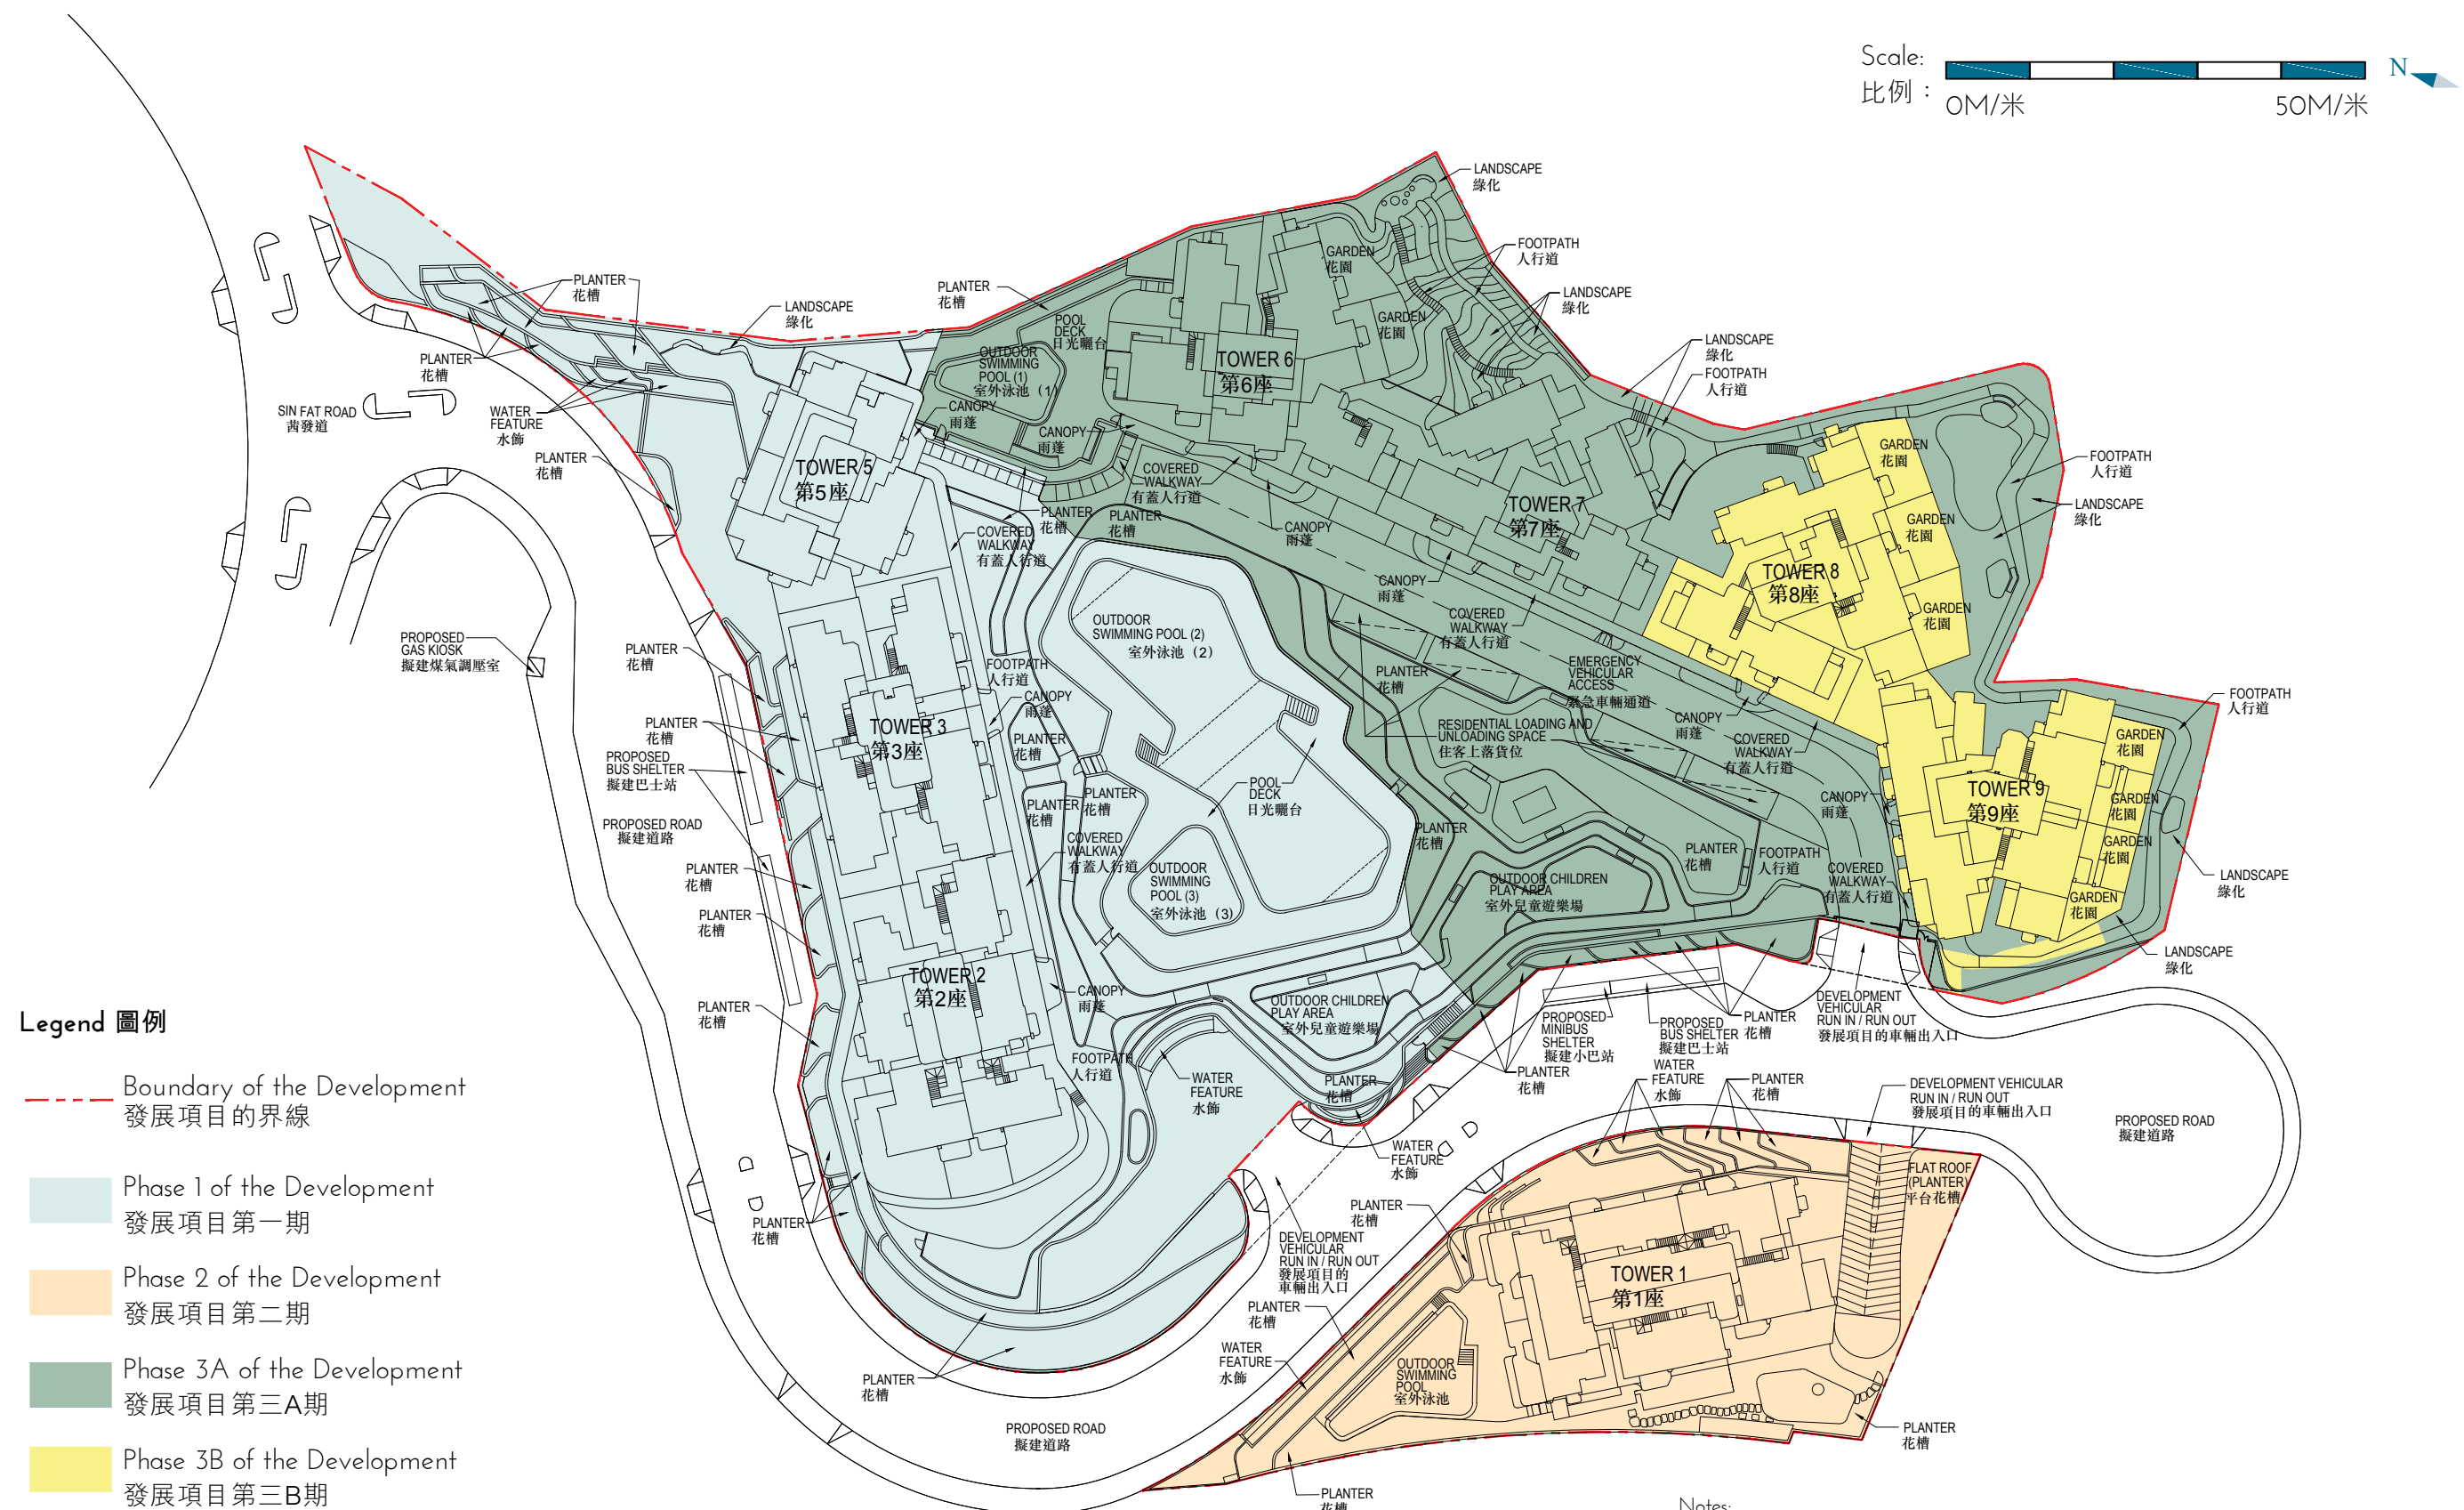 Scale:
比例：
0M/米
50M/米
N
LANDSCAPE
綠化
FOOTPATH
人行道
LANDSCAPE
綠化
LANDSCAPE
綠化
FOOTPATH
人行道
FOOTPATH
人行道
LANDSCAPE
綠化
FOOTPATH
人行道
LANDSCAPE
綠化
LANDSCAPE
綠化
PLANTER
花槽
LANDSCAPE
綠化
PLANTER
花槽
PLANTER
花槽
SIN FAT ROAD
茜發道
WATER
FEATURE
水飾
PLANTER
花槽
POOL
DECK
日光曬台
OUTDOOR
SWIMMING
POOL (1)
室外泳池（1）
CANOPY
雨蓬
CANOPY
雨蓬
GARDEN
花園
GARDEN
花園
TOWER 6
第6座
TOWER 5
第5座
COVERED
WALKWAY
有蓋人行道
PLANTER
花槽
PLANTER
花槽
COVERED
WALKWAY
有蓋人行道
CANOPY
雨蓬
TOWER 7
第7座
CANOPY
雨蓬
COVERED
WALKWAY
有蓋人行道
GARDEN
花園
GARDEN
花園
GARDEN
花園
TOWER 8
第8座
OUTDOOR
SWIMMING POOL (2)
室外泳池（2）
PROPOSED
GAS KIOSK
擬建煤氣調壓室
PLANTER
花槽
FOOTPATH
人行道
CANOPY
雨蓬
PLANTER
花槽
EMERGENCY
VEHICULAR
ACCESS
緊急車輛通道
RESIDENTIAL LOADING AND
UNLOADING SPACE
住客上落貨位
CANOPY
雨蓬
COVERED
WALKWAY
有蓋人行道
GARDEN
花園
GARDEN
花園
GARDEN
花園
GARDEN
花園
TOWER 9
第9座
CANOPY
雨蓬
TOWER 3
第3座
PLANTER
花槽
PLANTER
花槽
PROPOSED
BUS SHELTER
擬建巴士站
PROPOSED ROAD
擬建道路
PLANTER
花槽
PLANTER
花槽
POOL
DECK
日光曬台
COVERED
WALKWAY
有蓋人行道
OUTDOOR
SWIMMING
POOL (3)
室外泳池（3）
PLANTER
花槽
PLANTER
花槽
FOOTPATH
人行道
COVERED
WALKWAY
有蓋人行道
OUTDOOR CHILDREN
PLAY AREA
室外兒童遊樂場
PLANTER
花槽
PLANTER
花槽
PLANTER
花槽
TOWER 2
第2座
CANOPY
雨蓬
OUTDOOR CHILDREN
PLAY AREA
室外兒童遊樂場
PROPOSED
MINIBUS
SHELTER
擬建小巴站
PROPOSED
BUS SHELTER
擬建巴士站
PLANTER
花槽
DEVELOPMENT
VEHICULAR
RUN IN / RUN OUT
發展項目的車輛出入口
FOOTPATH
人行道
WATER
FEATURE
水飾
PLANTER
花槽
PLANTER
花槽
WATER
FEATURE
水飾
WATER
FEATURE
水飾
PLANTER
花槽
DEVELOPMENT VEHICULAR
RUN IN / RUN OUT
發展項目的車輛出入口
PROPOSED ROAD
擬建道路
FLAT ROOF
(PLANTER)
平台花槽
PLANTER
花槽
PLANTER
花槽
DEVELOPMENT
VEHICULAR
RUN IN / RUN OUT
發展項目的
車輛出入口
TOWER 1
第1座
PLANTER
花槽
WATER
FEATURE
水飾
OUTDOOR
SWIMMING
POOL
室外泳池
PLANTER
花槽
PROPOSED ROAD
擬建道路
PLANTER
花槽
PLANTER
花槽
Legend 圖例
Boundary of the Development
發展項目的界線
Phase 1 of the Development
發展項目第一期
Phase 2 of the Development
發展項目第二期
Phase 3A of the Development
發展項目第三A期
Phase 3B of the Development
發展項目第三B期
Notes: